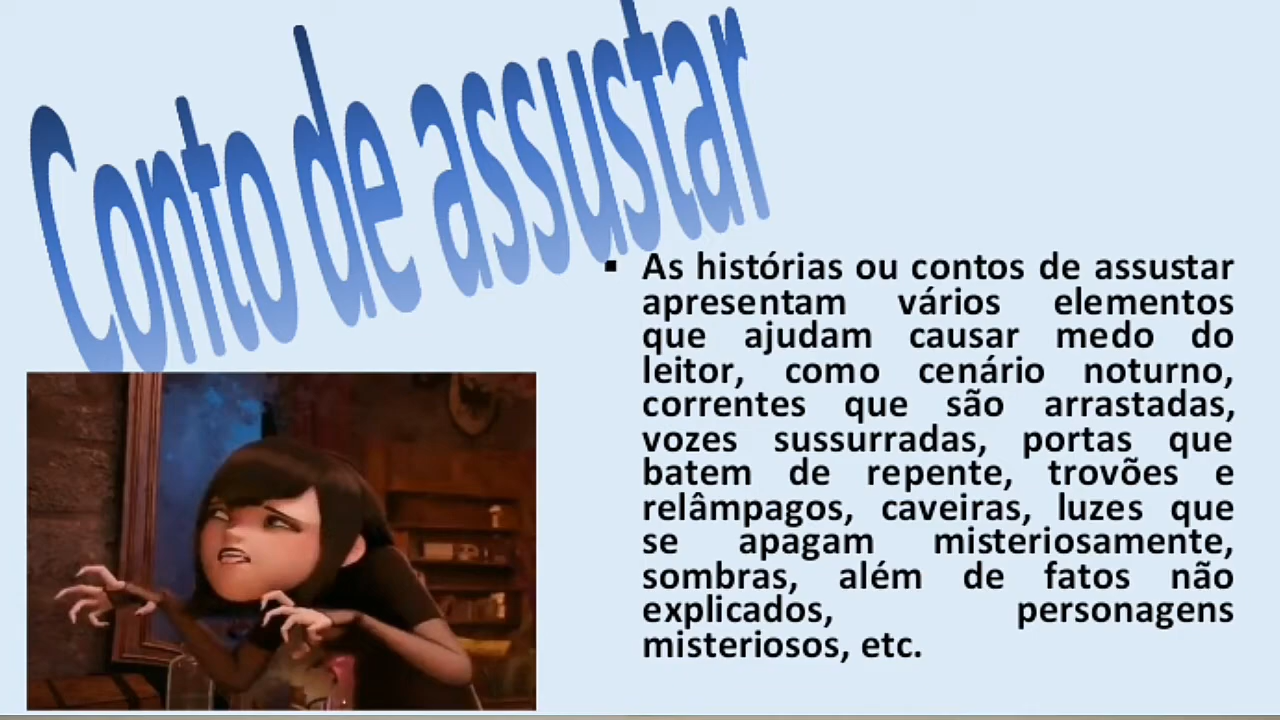 Conto de assustar
▪ As histórias ou contos de assustar
apresentam vários elementos
que ajudam causar medo do
leitor, como cenário noturno,
correntes que são arrastadas,
vozes sussurradas, portas que
batem de repente, trovões e
relâmpagos, caveiras, luzes que
se apagam misteriosamente,
sombras, além de fatos não
explicados, personagens
misteriosos, etc.